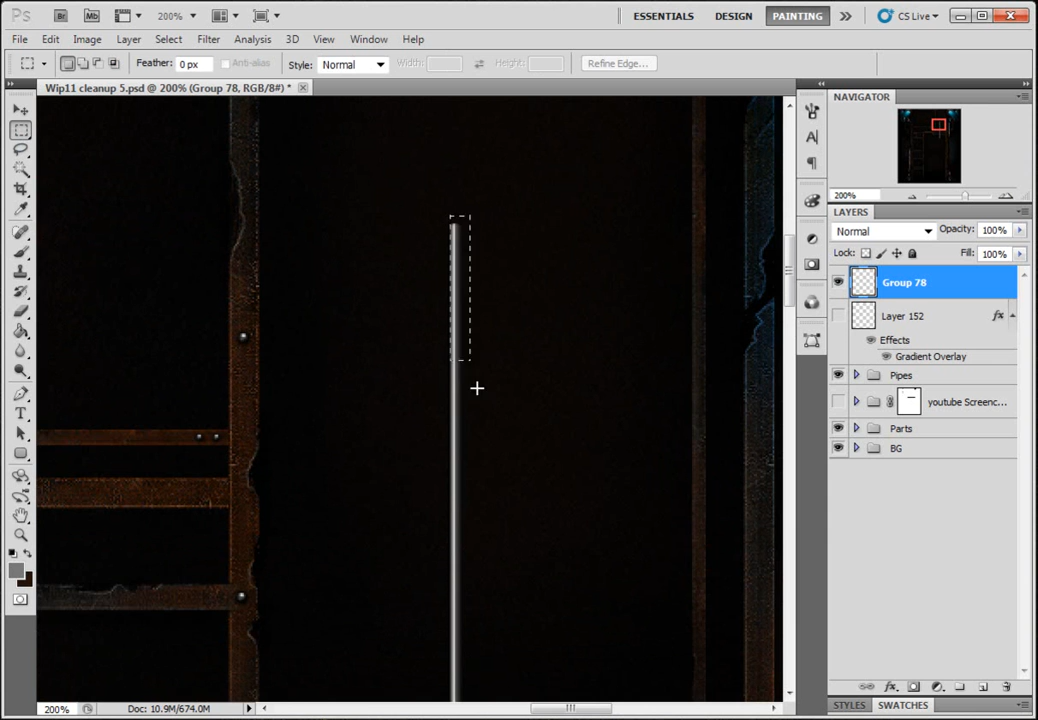 Ps Br Mb 200% ESSENTIALS DESIGN PAINTING CS Live
File Edit Image Layer Select Filter Analysis 3D View Window Help
Feather: 0 px Anti-alias Style: Normal Width: Height: Refine Edge...
Wip11 cleanup 5.psd @ 200% (Group 78, RGB/8#) *
NAVIGATOR
200%
LAYERS
Normal Opacity: 100%
Lock: Fill: 100%
Group 78
Layer 152 fx
Effects
Gradient Overlay
Pipes
youtube Screenc...
Parts
BG
200% Doc: 10.9M/674.0M
STYLES SWATCHES